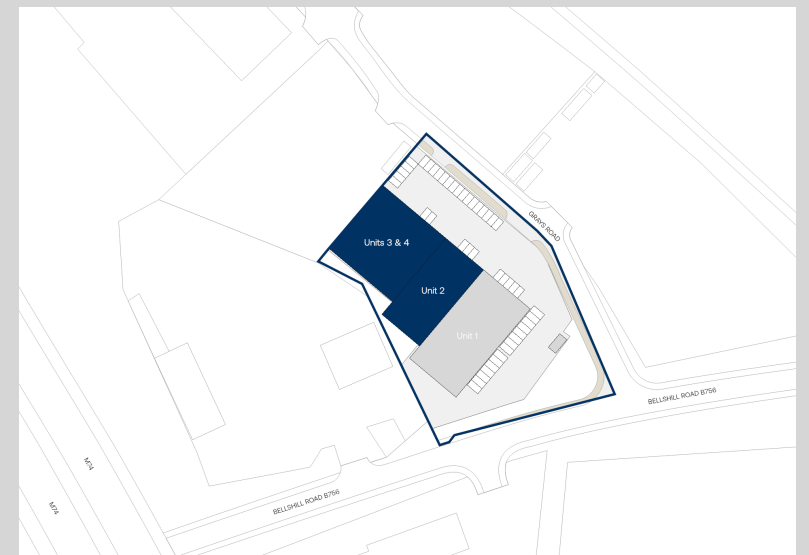 GRAYS ROAD
Units 3 & 4
Unit 2
Unit 1
BELLSHILL ROAD B756
M74
BELLSHILL ROAD B756
M74